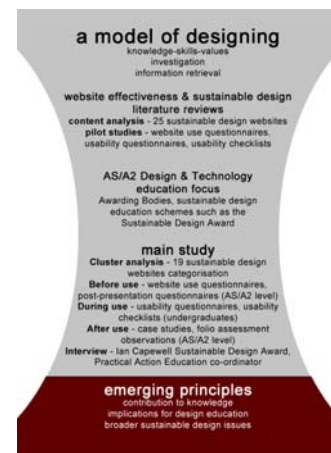 a model of designing
knowledge-skills-values
investigation
information retrieval
website effectiveness & sustainable design
literature reviews
content analysis - 25 sustainable design websites
pilot studies - website use questionnaires,
usability questionnaires, usability checklists
AS/A2 Design & Technology
education focus
Awarding Bodies, sustainable design
education schemes such as the
Sustainable Design Award
main study
Cluster analysis - 19 sustainable design
websites categorisation
Before use - website use questionnaires,
post-presentation questionnaires (AS/A2 level)
During use - usability questionnaires, usability
checklists (undergraduates)
After use - case studies, folio assessment
observations (AS/A2 level)
Interview - Ian Capewell Sustainable Design Award,
Practical Action Education co-ordinator
emerging principles
contribution to knowledge
implications for design education
broader sustainable design issues